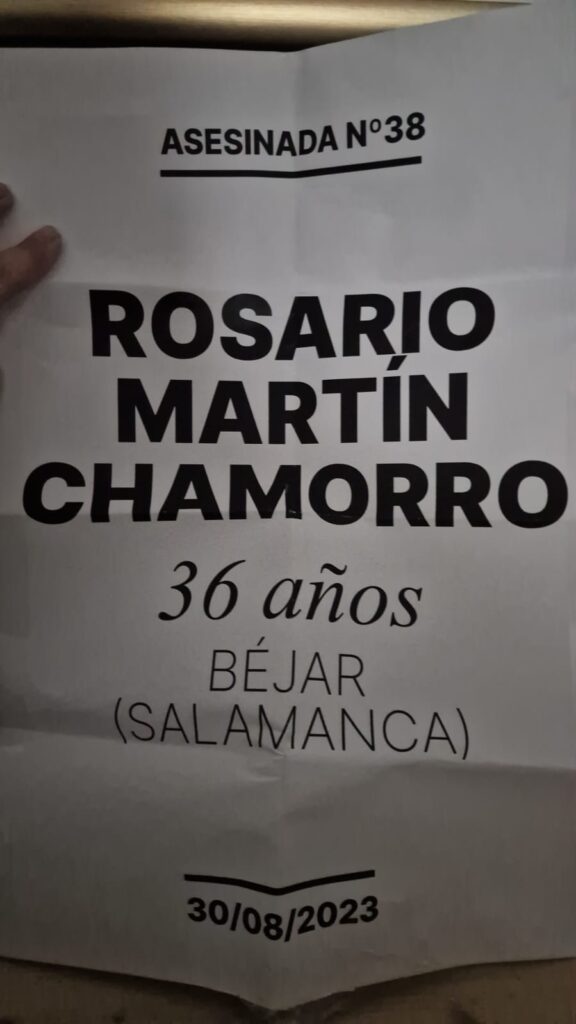 ASESINADA Nº38
ROSARIO
MARTÍN
CHAMORRO
36 años
BÉJAR
(SALAMANCA)
30/08/2023